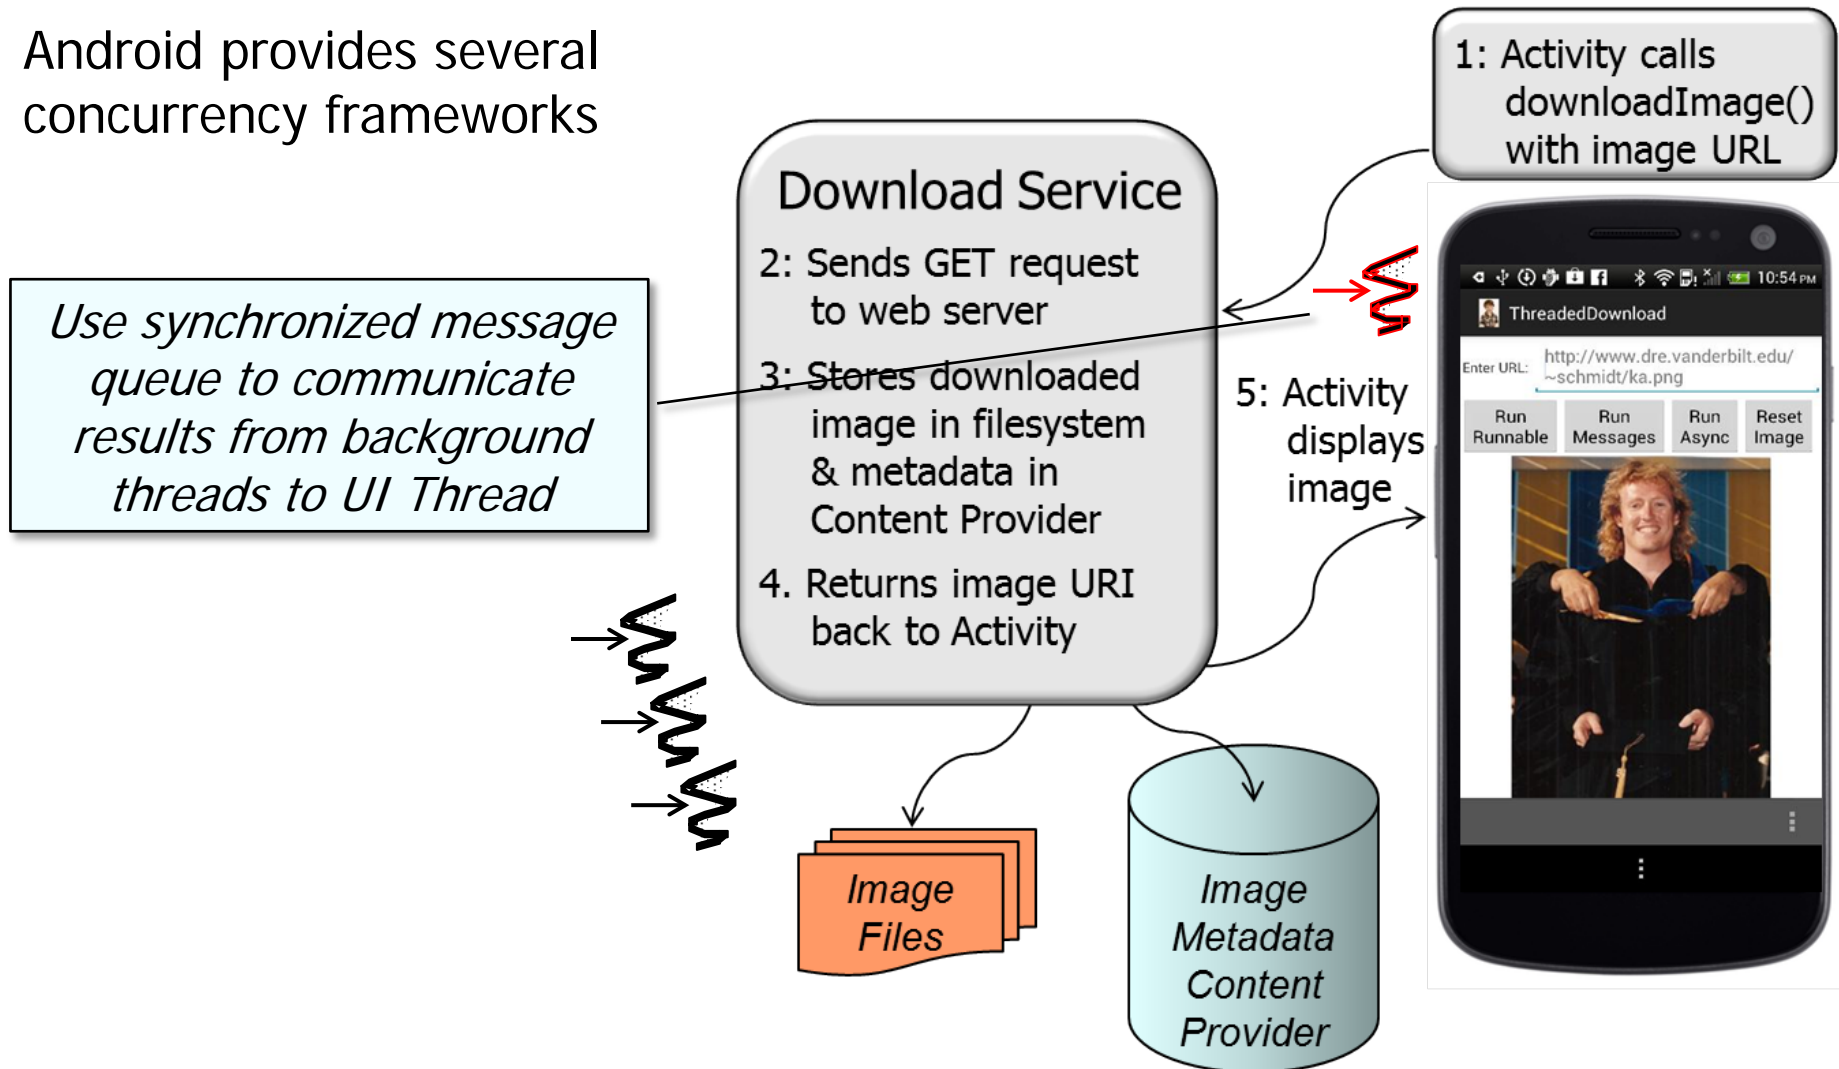 Android provides several
concurrency frameworks
1: Activity calls
downloadImage()
with image URL
Download Service
2: Sends GET request
to web server
3: Stores downloaded
image in filesystem
& metadata in
Content Provider
4. Returns image URI
back to Activity
Use synchronized message
queue to communicate
results from background
threads to UI Thread
5: Activity
displays
image
10:54 PM
ThreadedDownload
Enter URL:
http://www.dre.vanderbilt.edu/
~schmidt/ka.png
Run
Runnable
Run
Messages
Run
Async
Reset
Image
Image
Files
Image
Metadata
Content
Provider